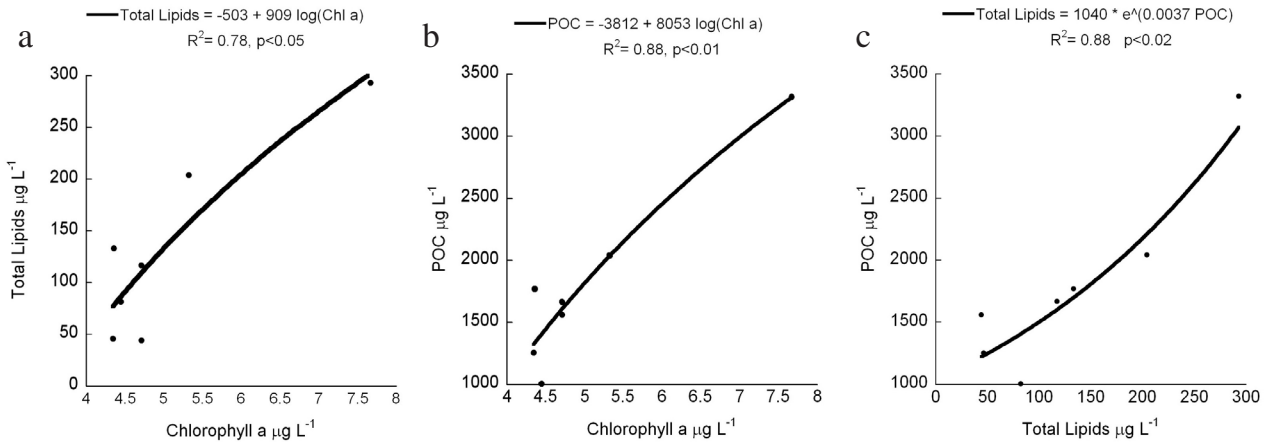 a
Total Lipids = -503 + 909 log(Chl a)
R²= 0.78, p<0.05
300
250
200
150
100
50
0
Total Lipids µg L⁻¹
4 4.5 5 5.5 6 6.5 7 7.5 8
Chlorophyll a µg L⁻¹
b
POC = -3812 + 8053 log(Chl a)
R²= 0.88, p<0.01
3500
3000
2500
2000
1500
1000
POC µg L⁻¹
4 4.5 5 5.5 6 6.5 7 7.5 8
Chlorophyll a µg L⁻¹
c
Total Lipids = 1040 * e^(0.0037 POC)
R²= 0.88 p<0.02
3500
3000
2500
2000
1500
1000
POC µg L⁻¹
0 50 100 150 200 250 300
Total Lipids µg L⁻¹